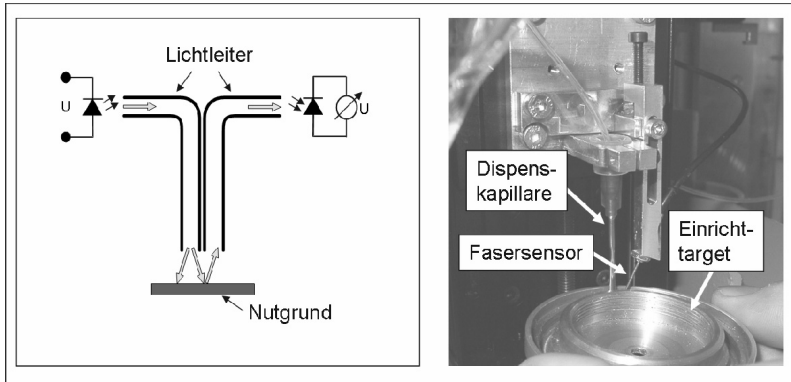 Lichtleiter
U
U
Nutgrund
Dispens-
kapillare
Fasersensor
Einricht-
target